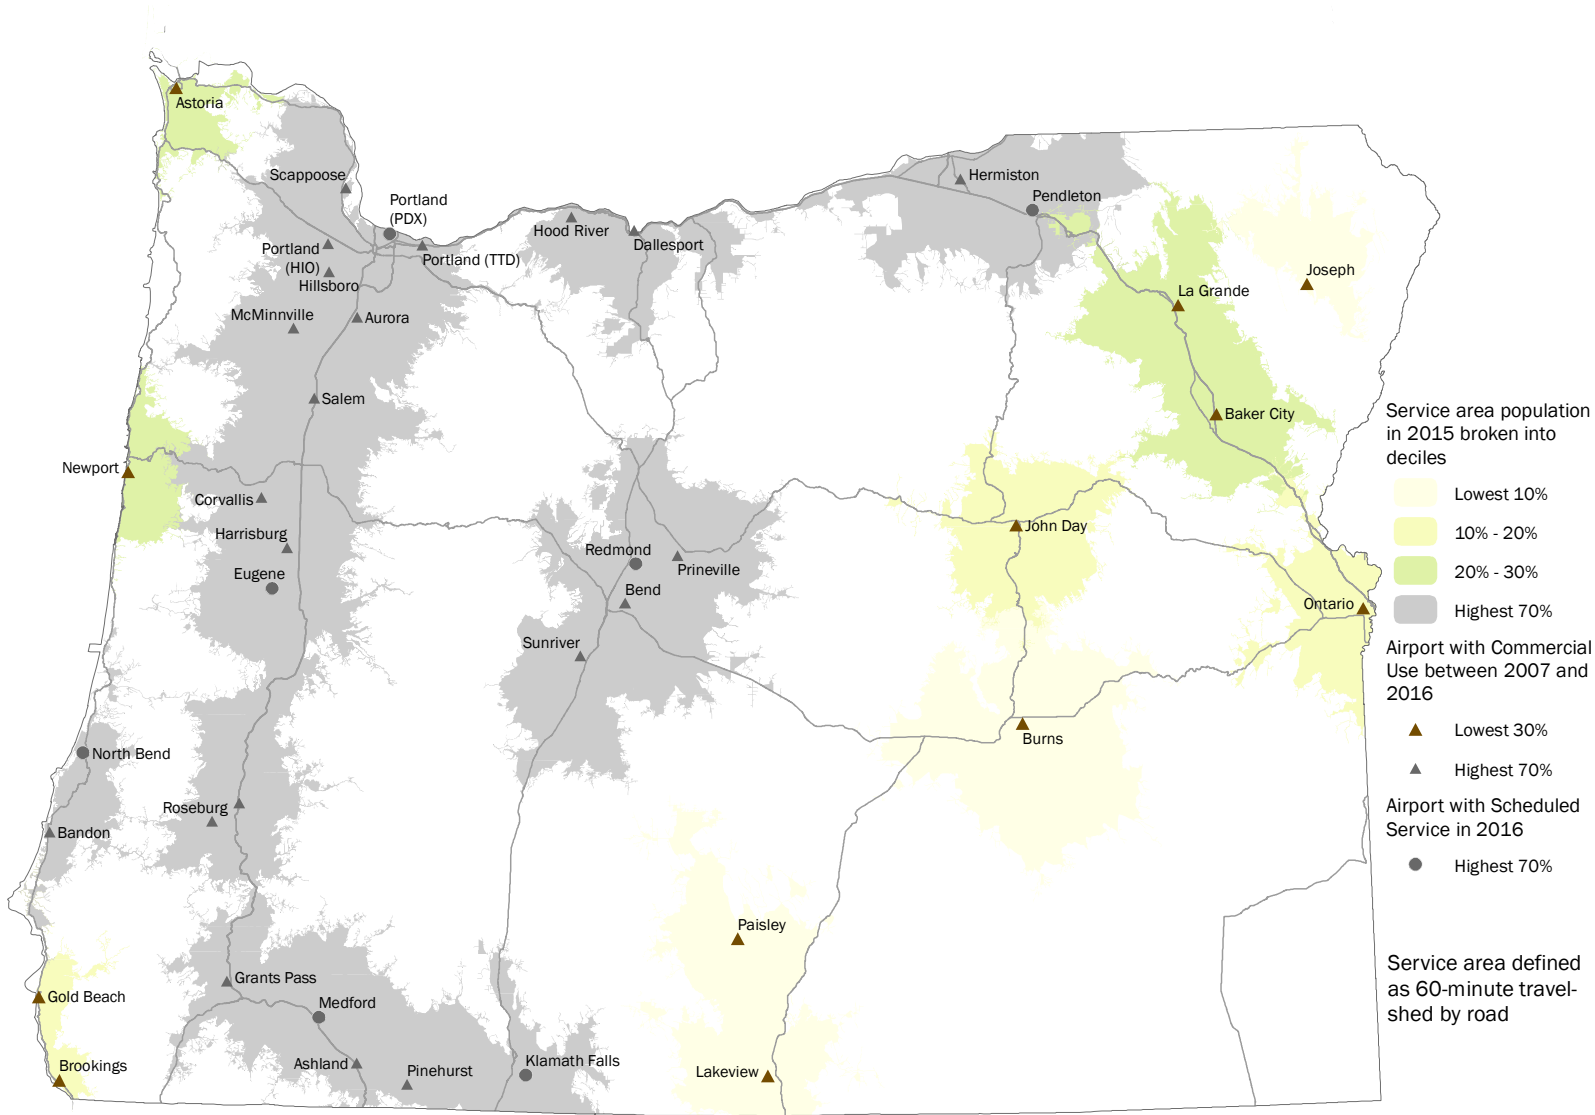 Astoria
Scappoose
Portland
(PDX)
Hermiston
Pendleton
Hood River
Dallesport
Portland
(HIO)
Portland (TTD)
Hillsboro
Joseph
La Grande
McMinnville
Aurora
Salem
Baker City
Newport
Corvallis
Harrisburg
Eugene
Redmond
Prineville
Bend
Sunriver
John Day
Ontario
Burns
North Bend
Roseburg
Bandon
Paisley
Grants Pass
Gold Beach
Medford
Brookings
Ashland
Pinehurst
Klamath Falls
Lakeview
Service area population
in 2015 broken into
deciles
Lowest 10%
10% - 20%
20% - 30%
Highest 70%
Airport with Commercial
Use between 2007 and
2016
Lowest 30%
Highest 70%
Airport with Scheduled
Service in 2016
Highest 70%
Service area defined
as 60-minute travel-
shed by road